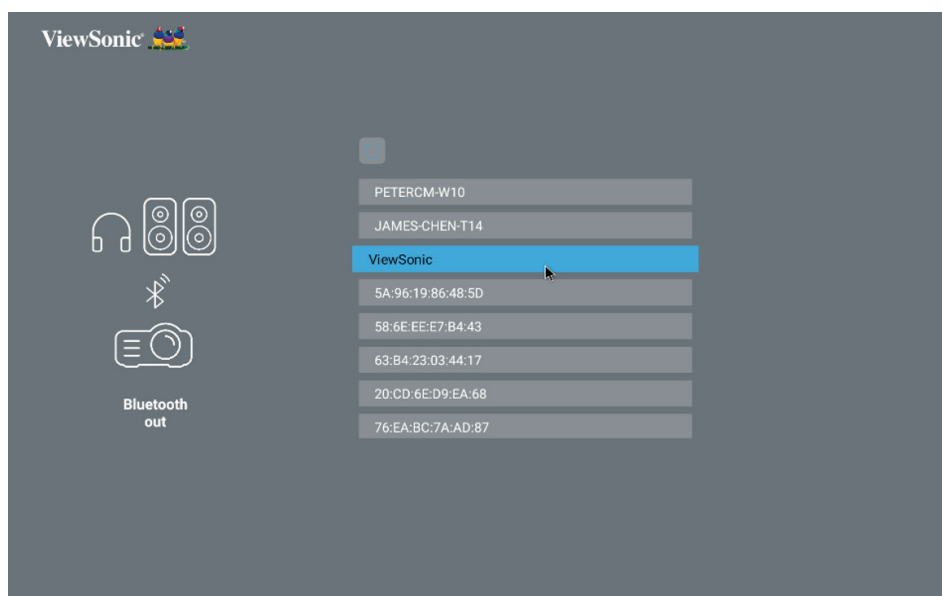 ViewSonic®
PETERCM-W10
JAMES-CHEN-T14
ViewSonic
5A:96:19:86:48:5D
58:6E:EE:E7:B4:43
63:B4:23:03:44:17
20:CD:6E:D9:EA:68
76:EA:BC:7A:AD:87
Bluetooth
out